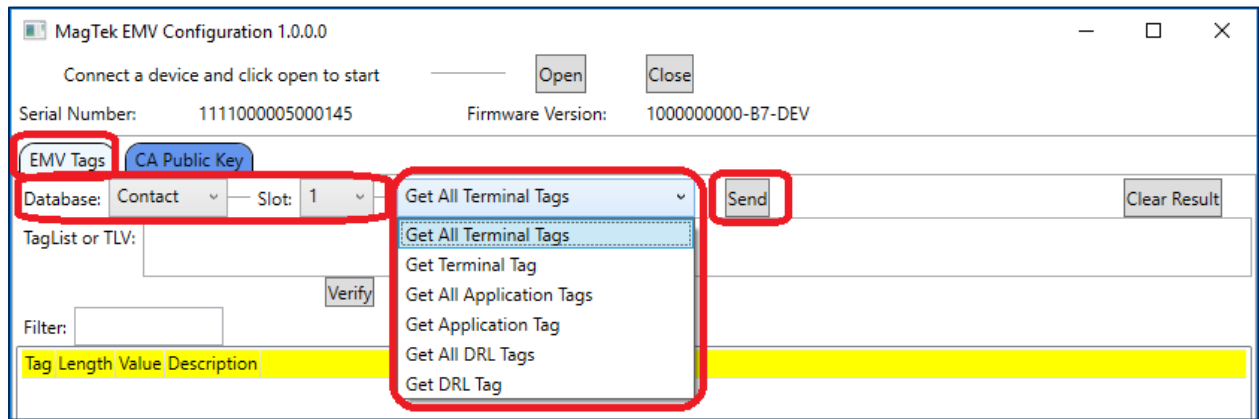 MagTek EMV Configuration 1.0.0.0
Connect a device and click open to start Open Close
Serial Number: 1111000005000145 Firmware Version: 1000000000-B7-DEV
EMV Tags CA Public Key
Database: Contact Slot: 1 Get All Terminal Tags Send Clear Result
TagList or TLV:
Get All Terminal Tags
Get Terminal Tag
Get All Application Tags
Get Application Tag
Get All DRL Tags
Get DRL Tag
Verify
Filter:
Tag Length Value Description